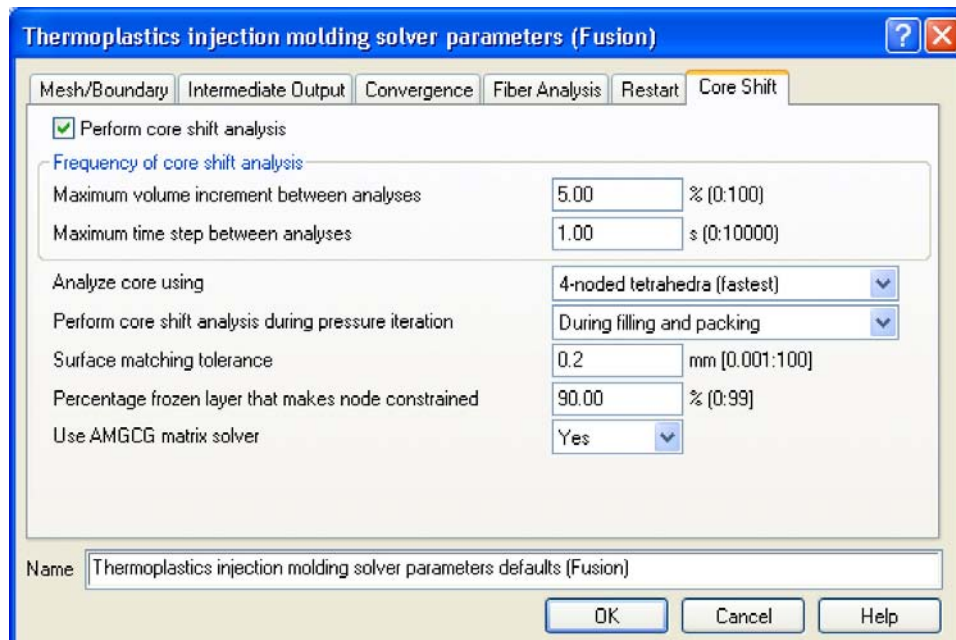 Thermoplastics injection molding solver parameters (Fusion)
Mesh/Boundary Intermediate Output Convergence Fiber Analysis Restart Core Shift
Perform core shift analysis
Frequency of core shift analysis
Maximum volume increment between analyses 5.00 % (0:100)
Maximum time step between analyses 1.00 s (0:10000)
Analyze core using 4-noded tetrahedra (fastest)
Perform core shift analysis during pressure iteration During filling and packing
Surface matching tolerance 0.2 mm [0.001:100]
Percentage frozen layer that makes node constrained 90.00 % (0:99]
Use AMGCG matrix solver Yes
Name Thermoplastics injection molding solver parameters defaults (Fusion)
OK Cancel Help